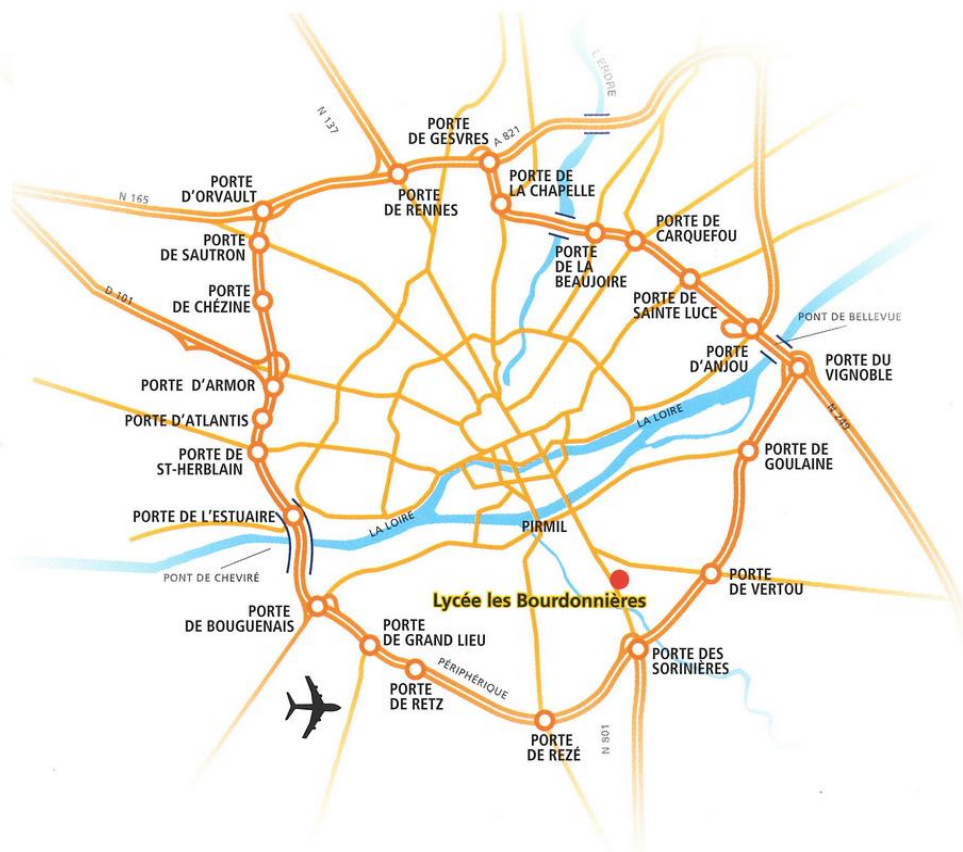 L'ERDRE
N 137
PORTE
DE GESVRES
A 821
PORTE DE
LA CHAPELLE
PORTE
D'ORVAULT
N 165
PORTE
DE RENNES
PORTE DE
CARQUEFOU
PORTE
DE SAUTRON
PORTE
DE LA
BEAUJOIRE
PORTE
DE CHÉZINE
D 101
PORTE DE
SAINTE LUCE
PONT DE BELLEVUE
PORTE
D'ANJOU
PORTE DU
VIGNOBLE
PORTE D'ARMOR
N 249
LA LOIRE
PORTE D'ATLANTIS
PORTE DE
ST-HERBLAIN
PORTE DE
GOULAINE
PORTE DE L'ESTUAIRE
LA LOIRE
PIRMIL
PONT DE CHEVIRÉ
PORTE
DE VERTOU
Lycée les Bourdonnières
PORTE
DE BOUGUENAIS
PORTE
DE GRAND LIEU
PORTE DES
SORINIÈRES
PÉRIPHÉRIQUE
PORTE
DE RETZ
N 801
PORTE
DE REZÉ